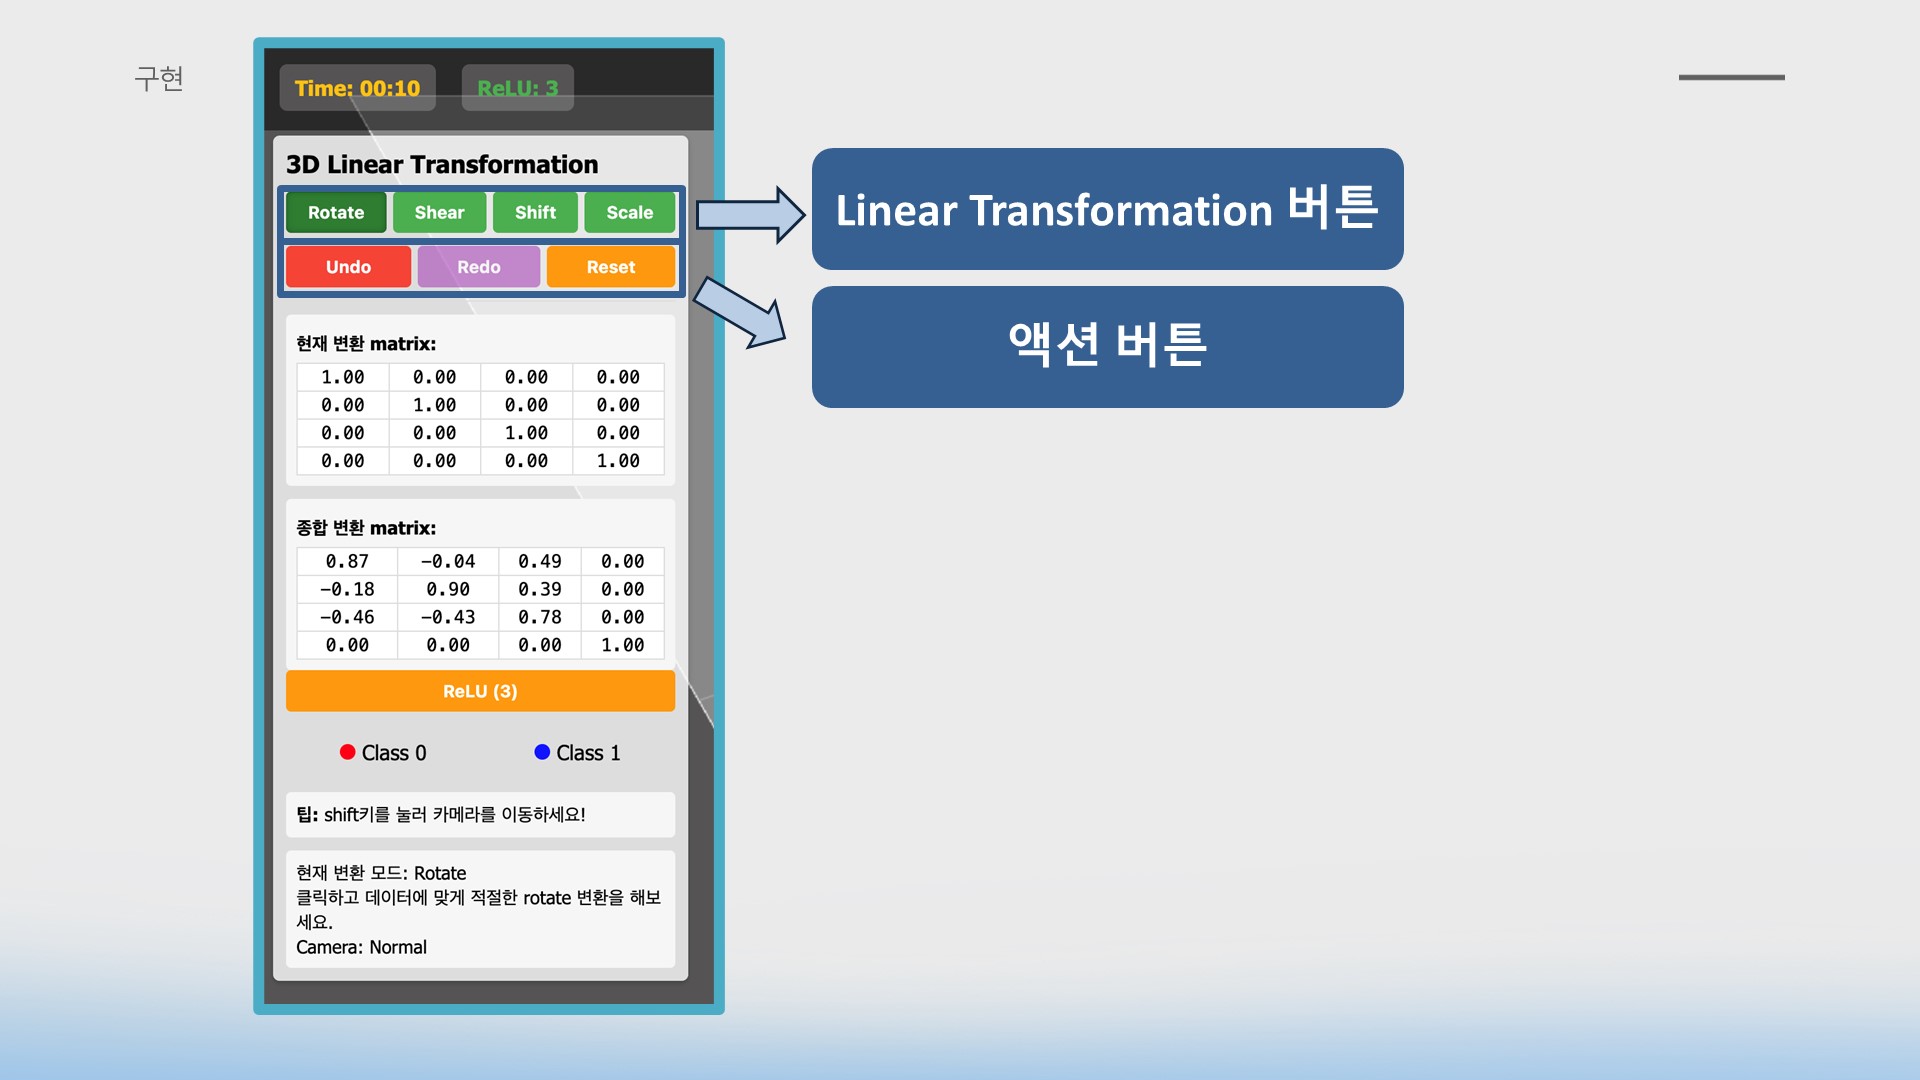 구현
Time: 00:10
ReLU: 3
3D Linear Transformation
Rotate Shear Shift Scale
Undo Redo Reset
현재 변환 matrix:
1.00 0.00 0.00 0.00
0.00 1.00 0.00 0.00
0.00 0.00 1.00 0.00
0.00 0.00 0.00 1.00
종합 변환 matrix:
0.87 -0.04 0.49 0.00
-0.18 0.90 0.39 0.00
-0.46 -0.43 0.78 0.00
0.00 0.00 0.00 1.00
ReLU (3)
Class 0 Class 1
팁: shift키를 눌러 카메라를 이동하세요!
현재 변환 모드: Rotate
클릭하고 데이터에 맞게 적절한 rotate 변환을 해보
세요.
Camera: Normal
Linear Transformation 버튼
액션 버튼